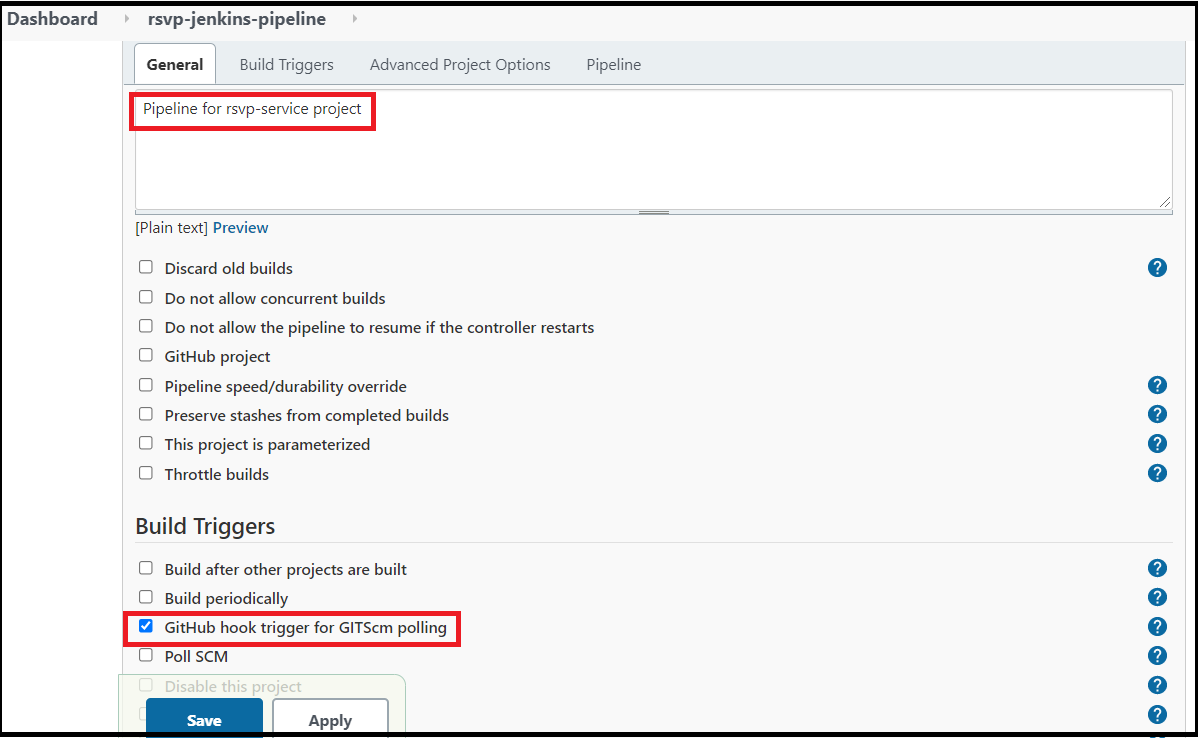 Dashboard rsvp-jenkins-pipeline
General Build Triggers Advanced Project Options Pipeline
Pipeline for rsvp-service project
[Plain text] Preview
Discard old builds ?
Do not allow concurrent builds
Do not allow the pipeline to resume if the controller restarts
GitHub project
Pipeline speed/durability override ?
Preserve stashes from completed builds ?
This project is parameterized ?
Throttle builds ?
Build Triggers
Build after other projects are built ?
Build periodically ?
GitHub hook trigger for GITScm polling ?
Poll SCM ?
Disable this project ?
Save Apply ?